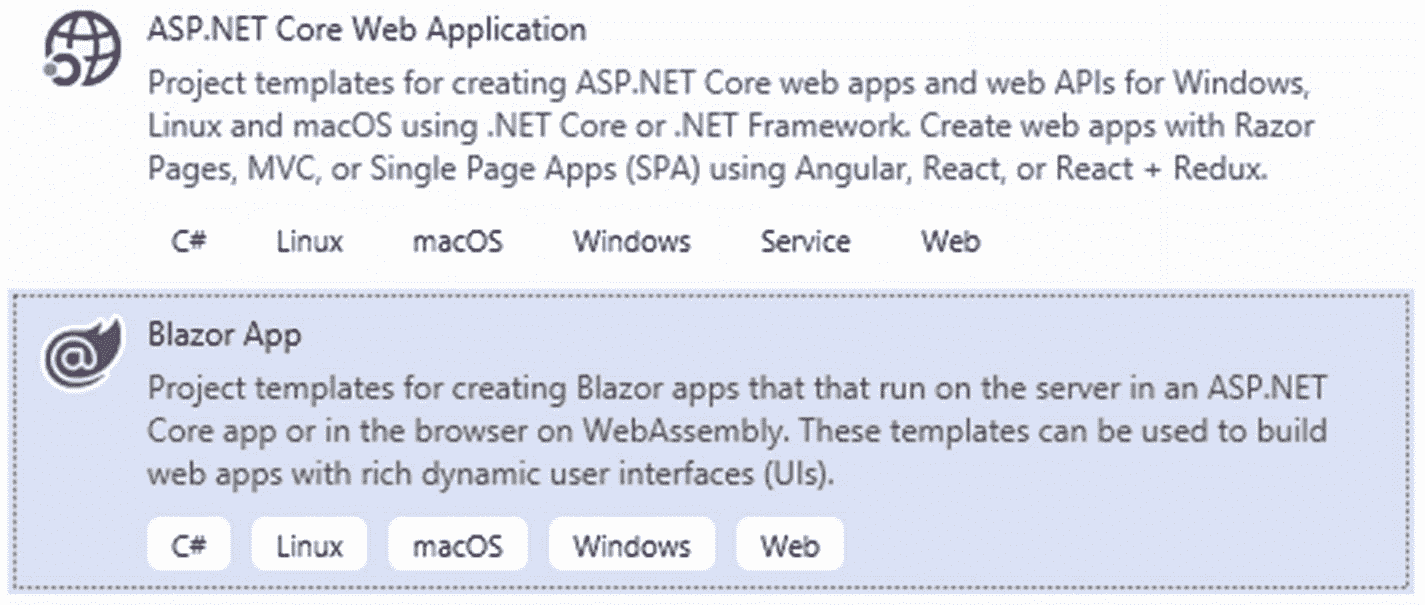 ASP.NET Core Web Application
Project templates for creating ASP.NET Core web apps and web APIs for Windows,
Linux and macOS using .NET Core or .NET Framework. Create web apps with Razor
Pages, MVC, or Single Page Apps (SPA) using Angular, React, or React + Redux.
C# Linux macOS Windows Service Web
Blazor App
Project templates for creating Blazor apps that that run on the server in an ASP.NET
Core app or in the browser on WebAssembly. These templates can be used to build
web apps with rich dynamic user interfaces (UIs).
C# Linux macOS Windows Web